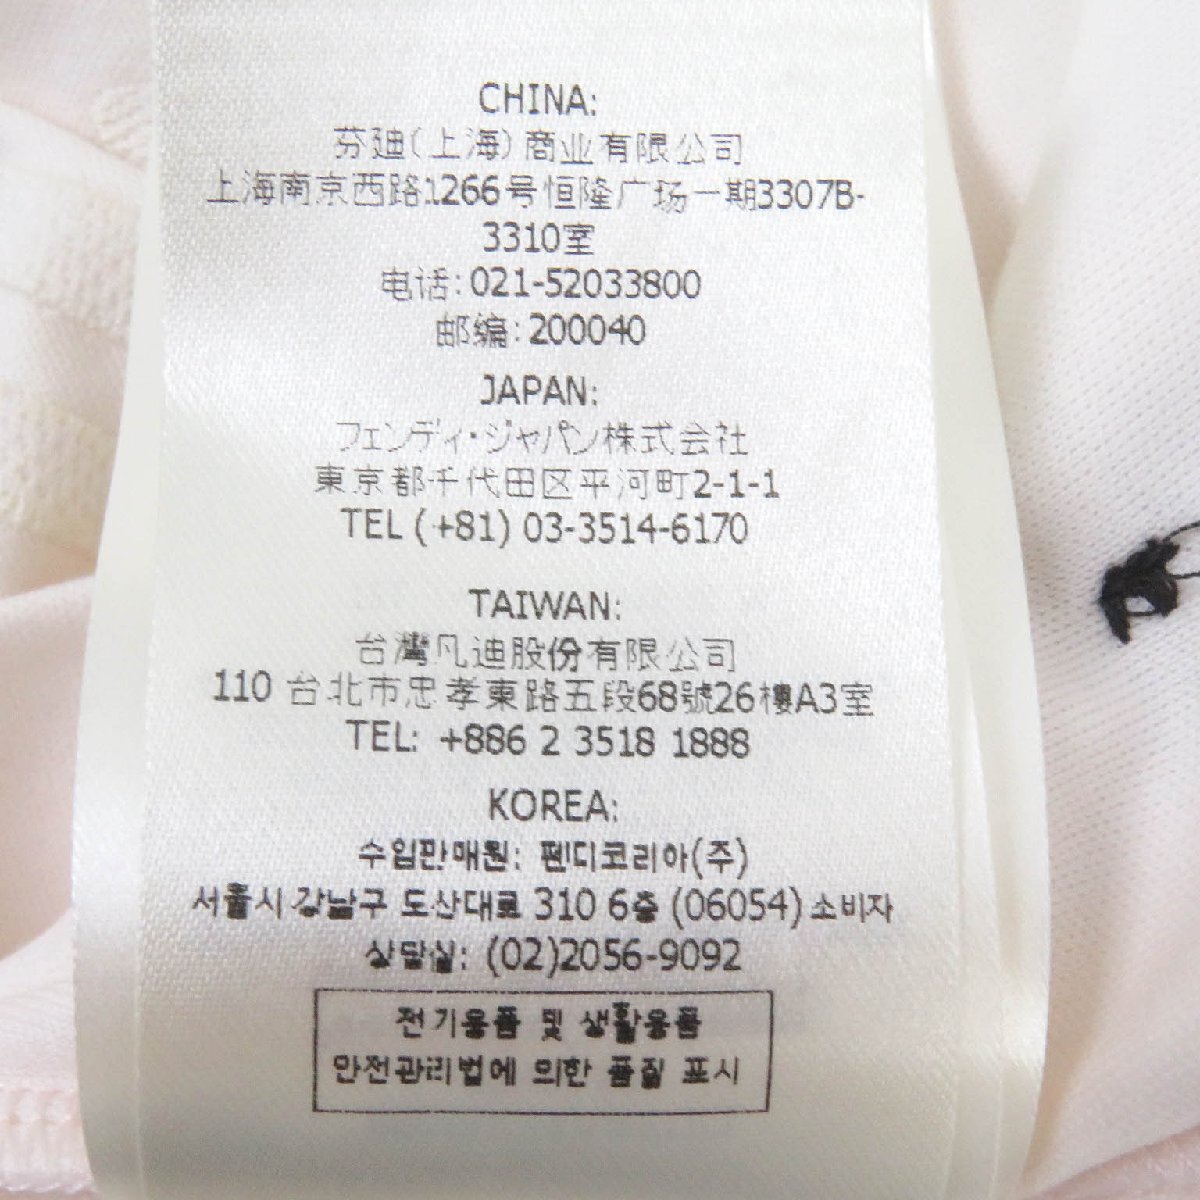 CHINA:
芬迪(上海)商业有限公司
上海南京西路1266号恒隆广场一期3307B-
3310室
电话:021-52033800
邮编:200040
JAPAN:
フェンディ・ジャパン株式会社
東京都千代田区平河町2-1-1
TEL (+81) 03-3514-6170
TAIWAN:
台灣凡迪股份有限公司
110 台北市忠孝東路五段68號26樓A3室
TEL: +886 2 3518 1888
KOREA:
수입판매원: 펜디코리아(주)
서울시 강남구 도산대로 310 6층 (06054) 소비자
상담실: (02)2056-9092
전기용품 및 생활용품
안전관리법에 의한 품질 표시